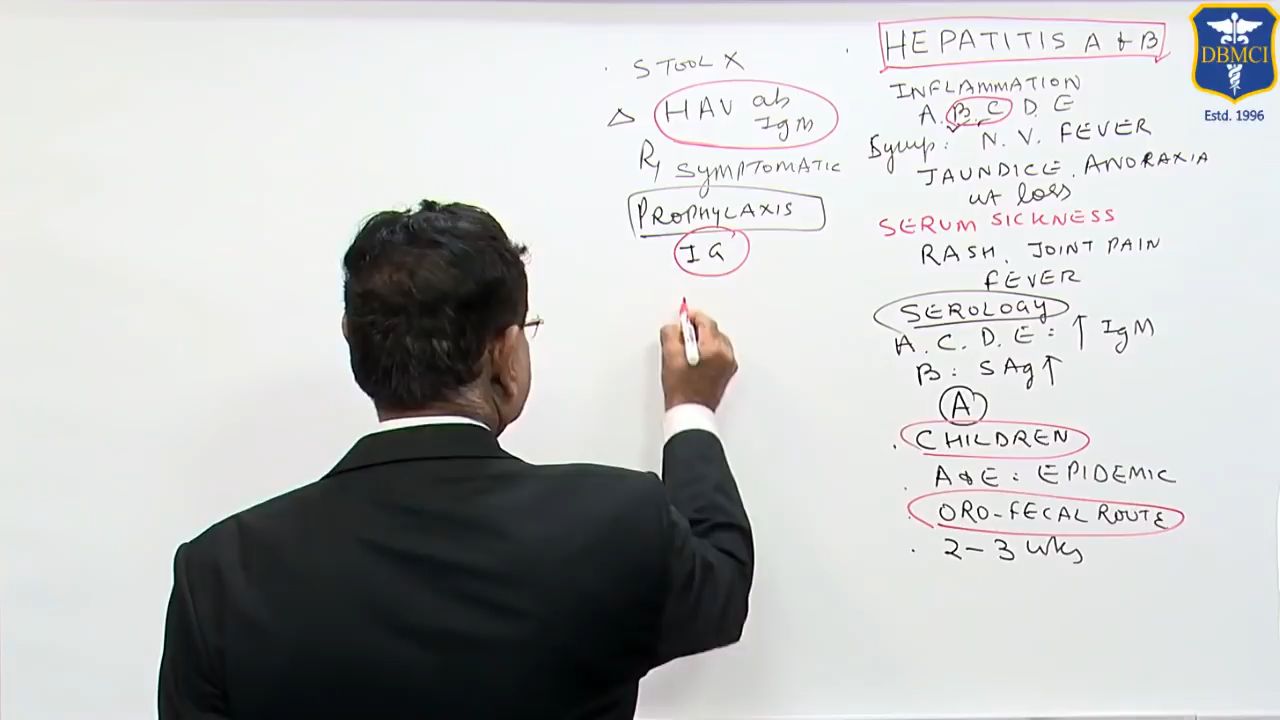 HEPATITIS A & B
INFLAMMATION
A. B. C D. E
Symp: N. V. FEVER
JAUNDICE. ANORAXIA
wt loss
SERUM SICKNESS
RASH. JOINT PAIN
FEVER
SEROLOGY
A. C. D. E: ↑ IgM
B: SAg ↑
A
. CHILDREN
. A & E: EPIDEMIC
. ORO-FECAL ROUTE
. 2-3 wks
. STOOL X
△ HAV ab
IgM
Rx SYMPTOMATIC
PROPHYLAXIS
IG
DBMCI
Estd. 1996